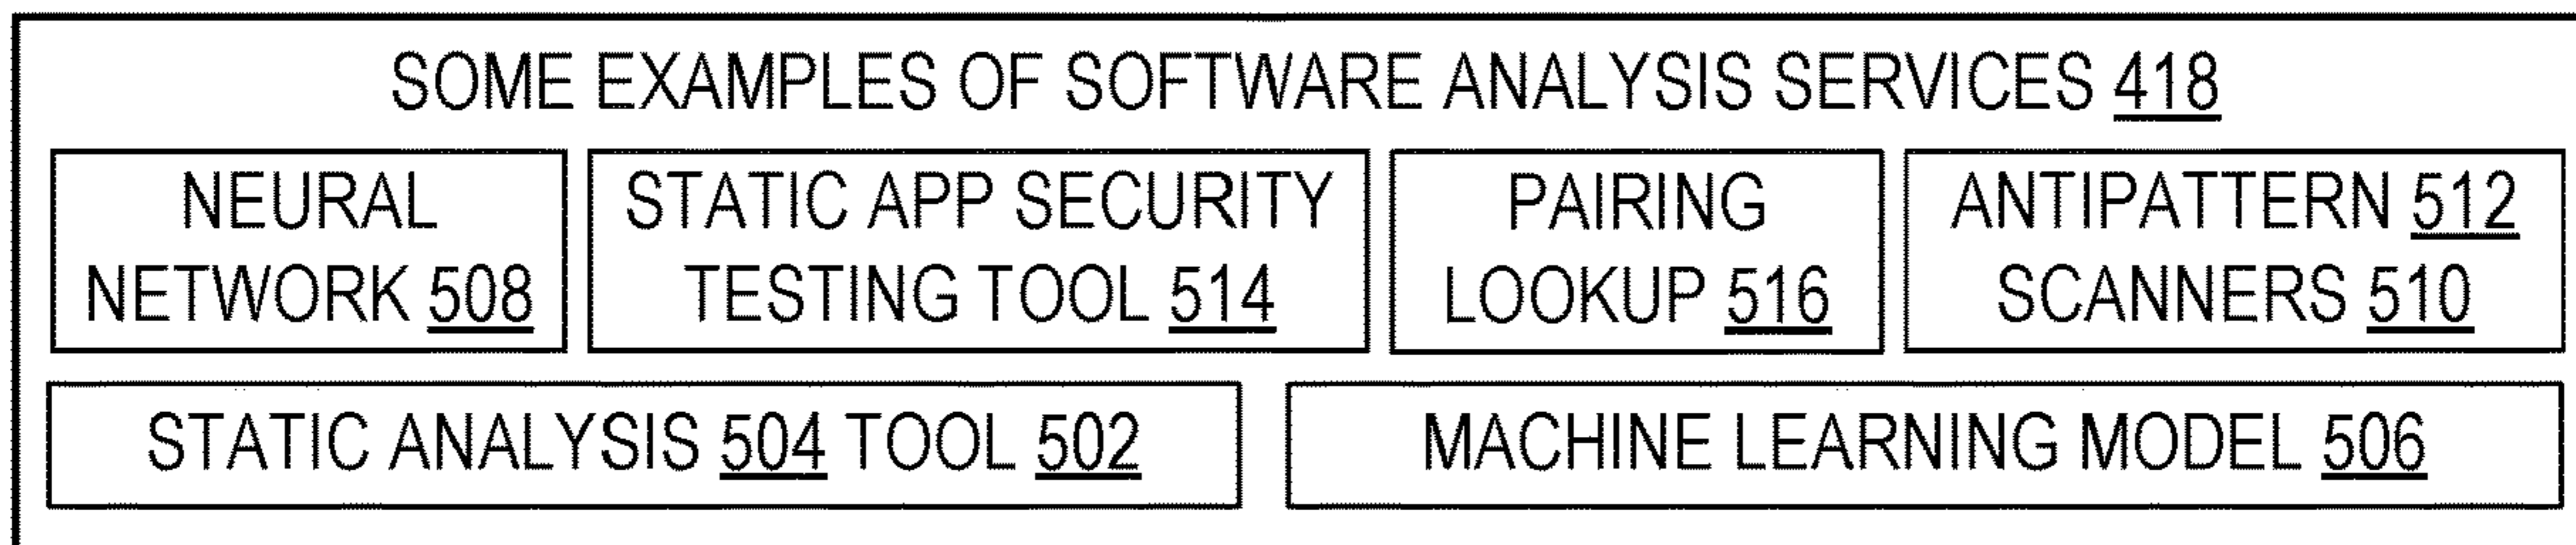 SOME EXAMPLES OF SOFTWARE ANALYSIS SERVICES 418
NEURAL
NETWORK 508
STATIC APP SECURITY
TESTING TOOL 514
PAIRING
LOOKUP 516
ANTIPATTERN 512
SCANNERS 510
STATIC ANALYSIS 504 TOOL 502
MACHINE LEARNING MODEL 506